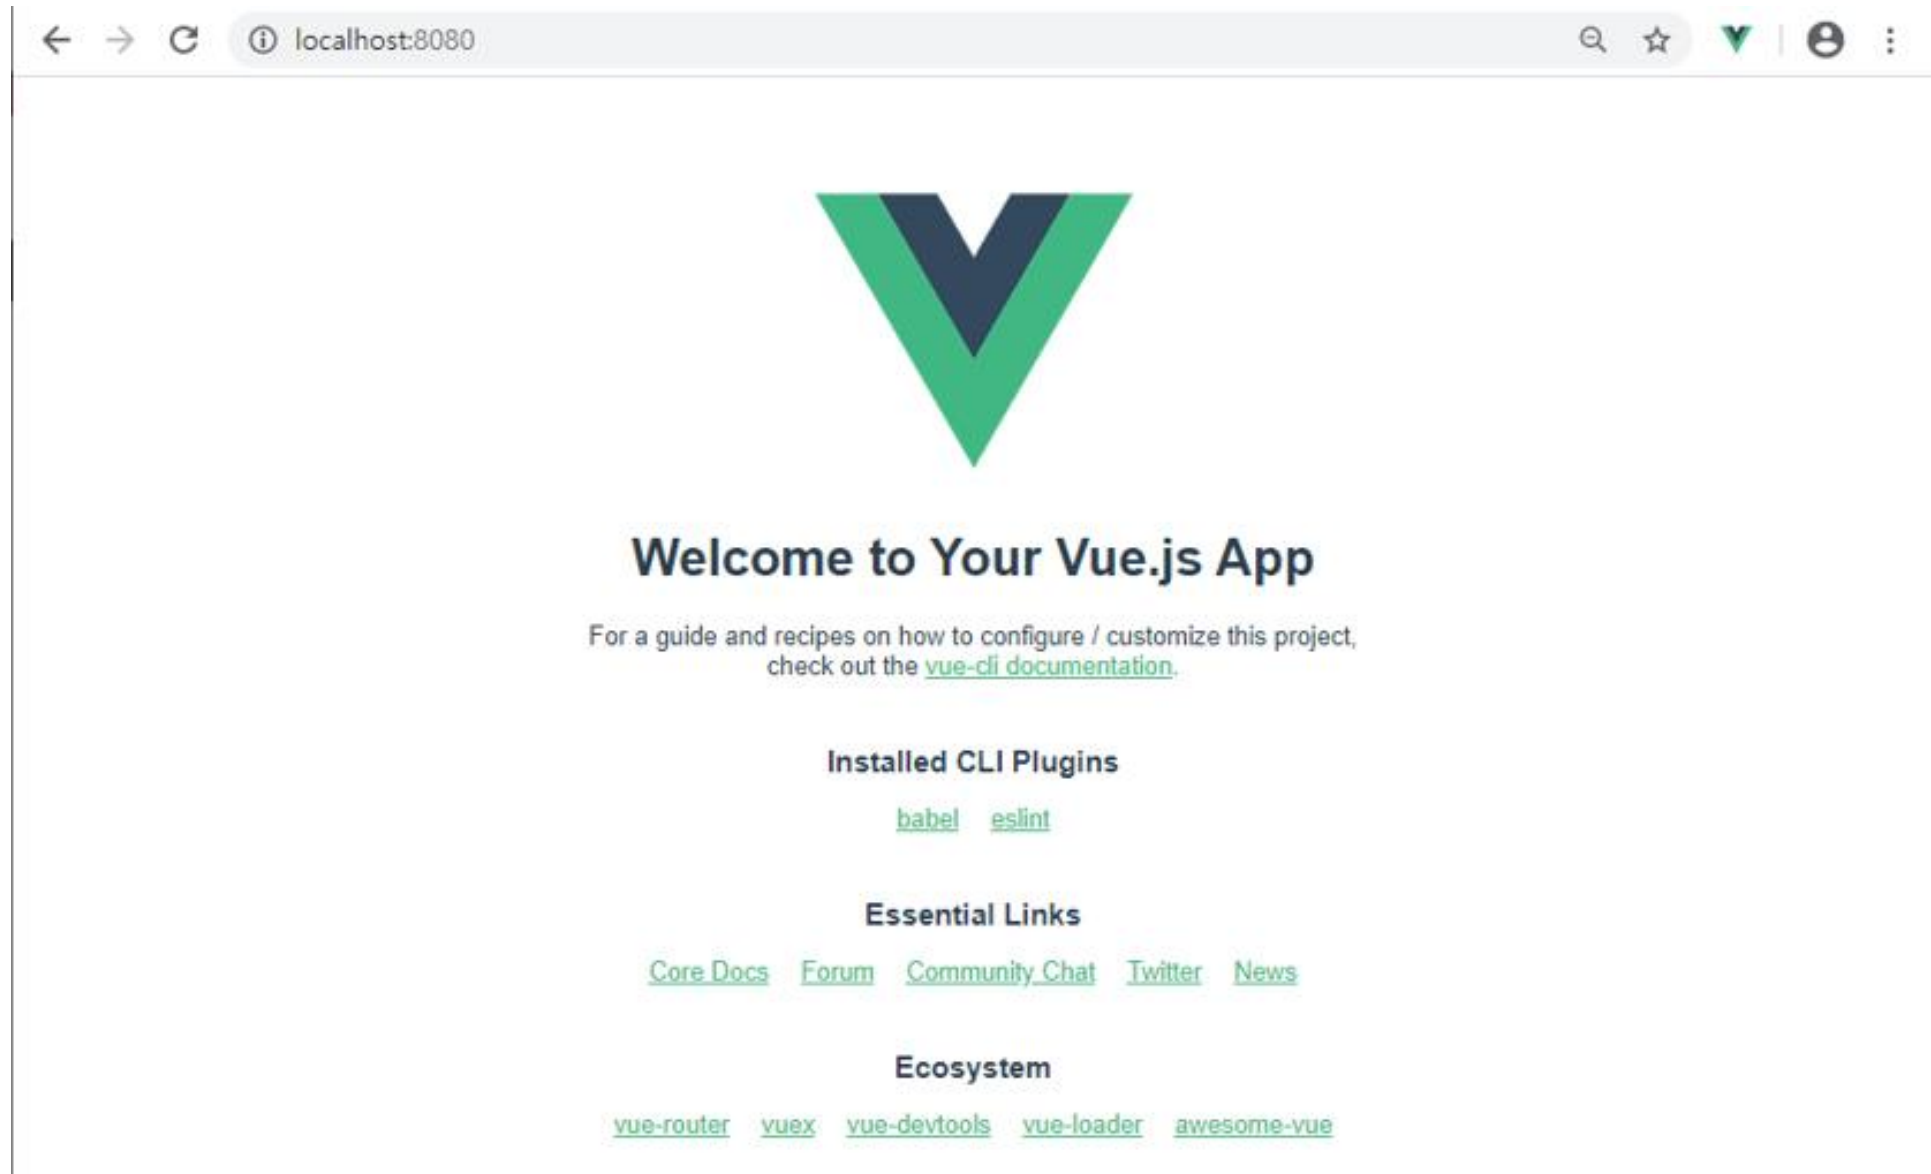 localhost:8080
Welcome to Your Vue.js App
For a guide and recipes on how to configure / customize this project,
check out the vue-cli documentation.
Installed CLI Plugins
babel eslint
Essential Links
Core Docs Forum Community Chat Twitter News
Ecosystem
vue-router vuex vue-devtools vue-loader awesome-vue